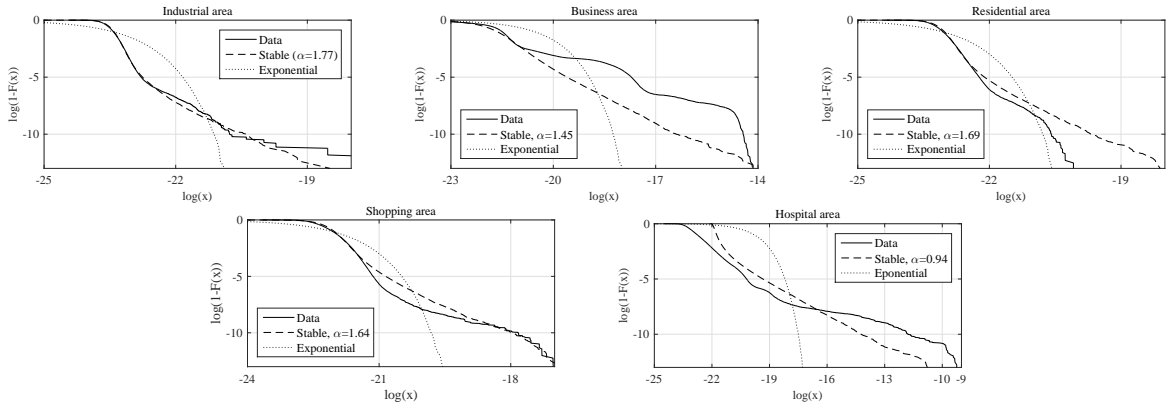 Industrial area
log(1-F(x))
0
-5
-10
Data
Stable (α=1.77)
Exponential
-25 -22 -19
log(x)
Business area
log(1-F(x))
0
-5
-10
Data
Stable, α=1.45
Exponential
-23 -20 -17 -14
log(x)
Residential area
log(1-F(x))
0
-5
-10
Data
Stable, α=1.69
Exponential
-25 -22 -19
log(x)
Shopping area
log(1-F(x))
0
-5
-10
Data
Stable, α=1.64
Exponential
-24 -21 -18
log(x)
Hospital area
log(1-F(x))
0
-5
-10
Data
Stable, α=0.94
Eponential
-25 -22 -19 -16 -13 -10 -9
log(x)